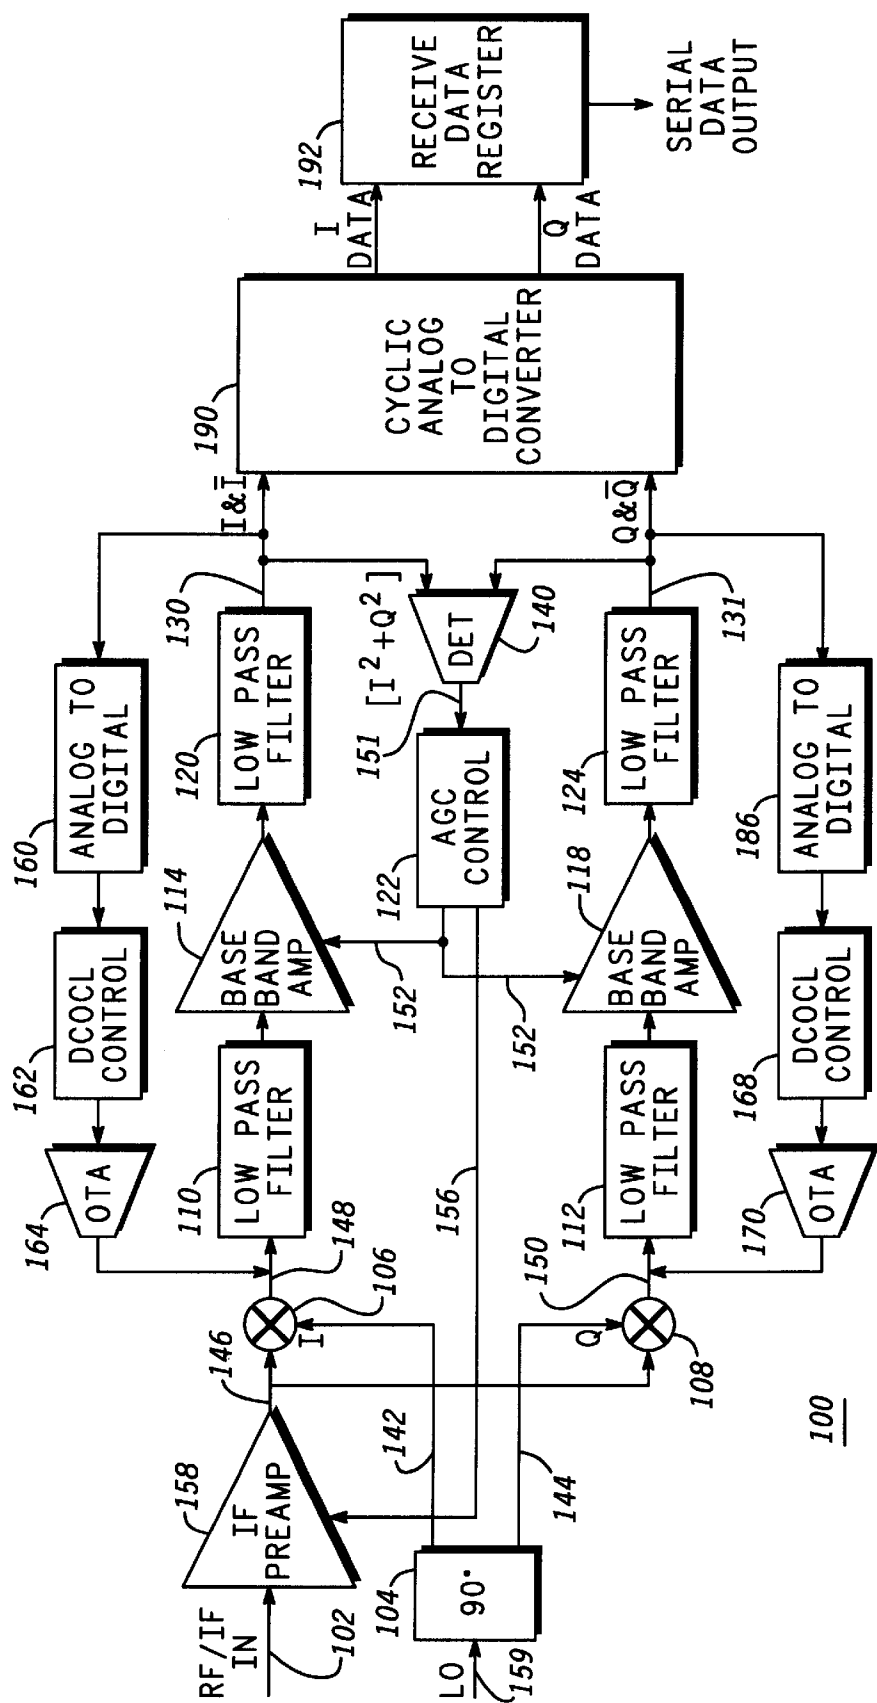 RF/IF
IN
102
158
IF
PREAMP
146
LO
159
104
90°
142
144
156
I
106
148
Q
108
150
164
OTA
162
DCOCL
CONTROL
160
ANALOG TO
DIGITAL
110
LOW PASS
FILTER
114
BASE
BAND
AMP
120
LOW PASS
FILTER
130
I&I̅
152
152
122
AGC
CONTROL
151
[I²+Q²]
DET
140
112
LOW PASS
FILTER
118
BASE
BAND
AMP
124
LOW PASS
FILTER
131
Q&Q̅
170
OTA
168
DCOCL
CONTROL
186
ANALOG TO
DIGITAL
190
CYCLIC
ANALOG
TO
DIGITAL
CONVERTER
I
DATA
Q
DATA
192
RECEIVE
DATA
REGISTER
SERIAL
DATA
OUTPUT
100